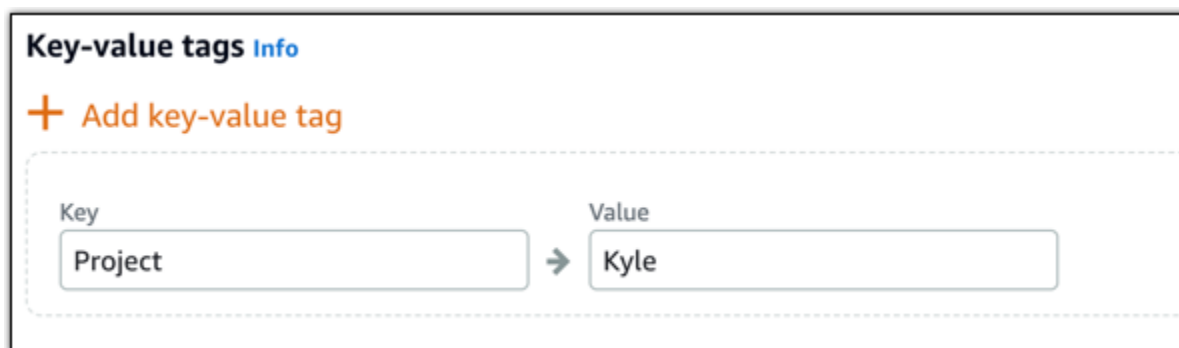 Key-value tags Info
+ Add key-value tag
Key Value
Project → Kyle